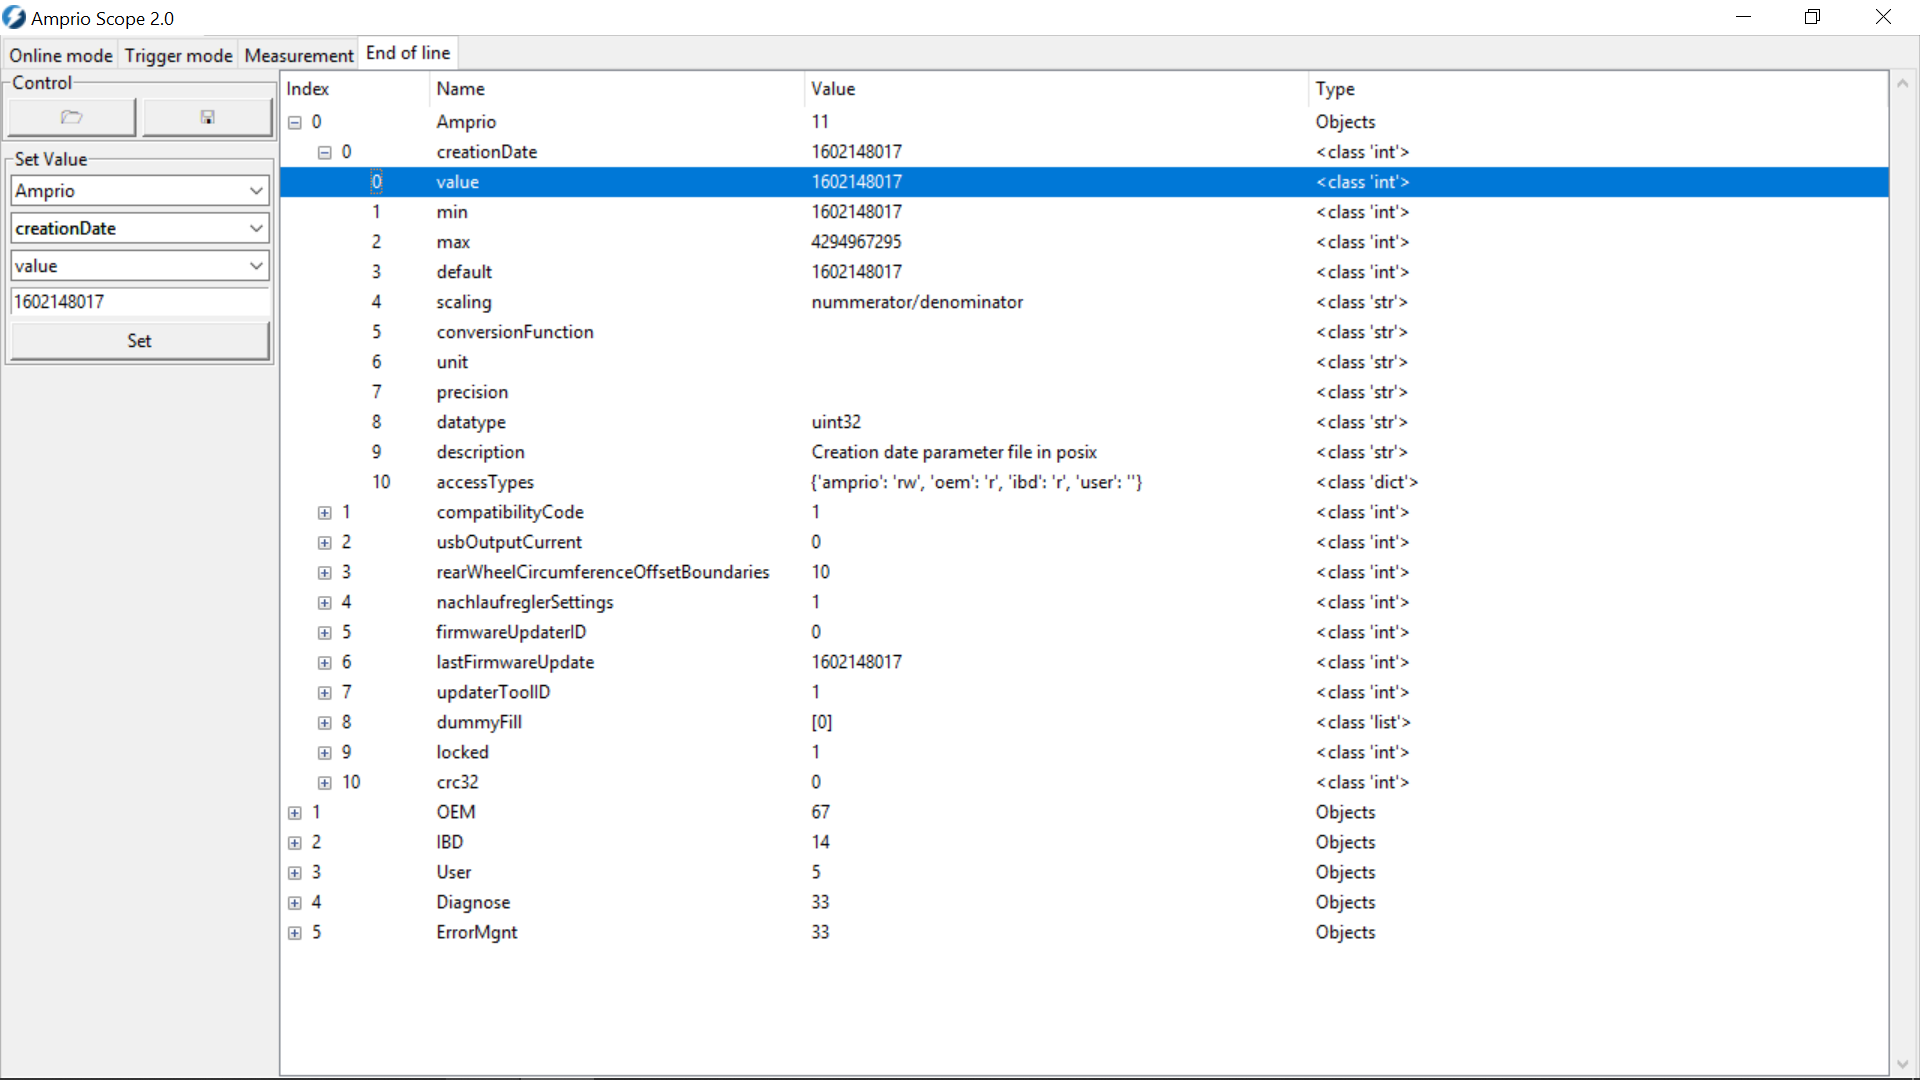 Amprio Scope 2.0
Online mode Trigger mode Measurement End of line
Control
Set Value
Amprio
creationDate
value
1602148017
Set
Index Name Value Type
0 Amprio 11 Objects
0 creationDate 1602148017 <class 'int'>
0 value 1602148017 <class 'int'>
1 min 1602148017 <class 'int'>
2 max 4294967295 <class 'int'>
3 default 1602148017 <class 'int'>
4 scaling nummerator/denominator <class 'str'>
5 conversionFunction <class 'str'>
6 unit <class 'str'>
7 precision <class 'str'>
8 datatype uint32 <class 'str'>
9 description Creation date parameter file in posix <class 'str'>
10 accessTypes {'amprio': 'rw', 'oem': 'r', 'ibd': 'r', 'user': ''} <class 'dict'>
1 compatibilityCode 1 <class 'int'>
2 usbOutputCurrent 0 <class 'int'>
3 rearWheelCircumferenceOffsetBoundaries 10 <class 'int'>
4 nachlaufreglerSettings 1 <class 'int'>
5 firmwareUpdaterID 0 <class 'int'>
6 lastFirmwareUpdate 1602148017 <class 'int'>
7 updaterToolID 1 <class 'int'>
8 dummyFill [0] <class 'list'>
9 locked 1 <class 'int'>
10 crc32 0 <class 'int'>
1 OEM 67 Objects
2 IBD 14 Objects
3 User 5 Objects
4 Diagnose 33 Objects
5 ErrorMgnt 33 Objects